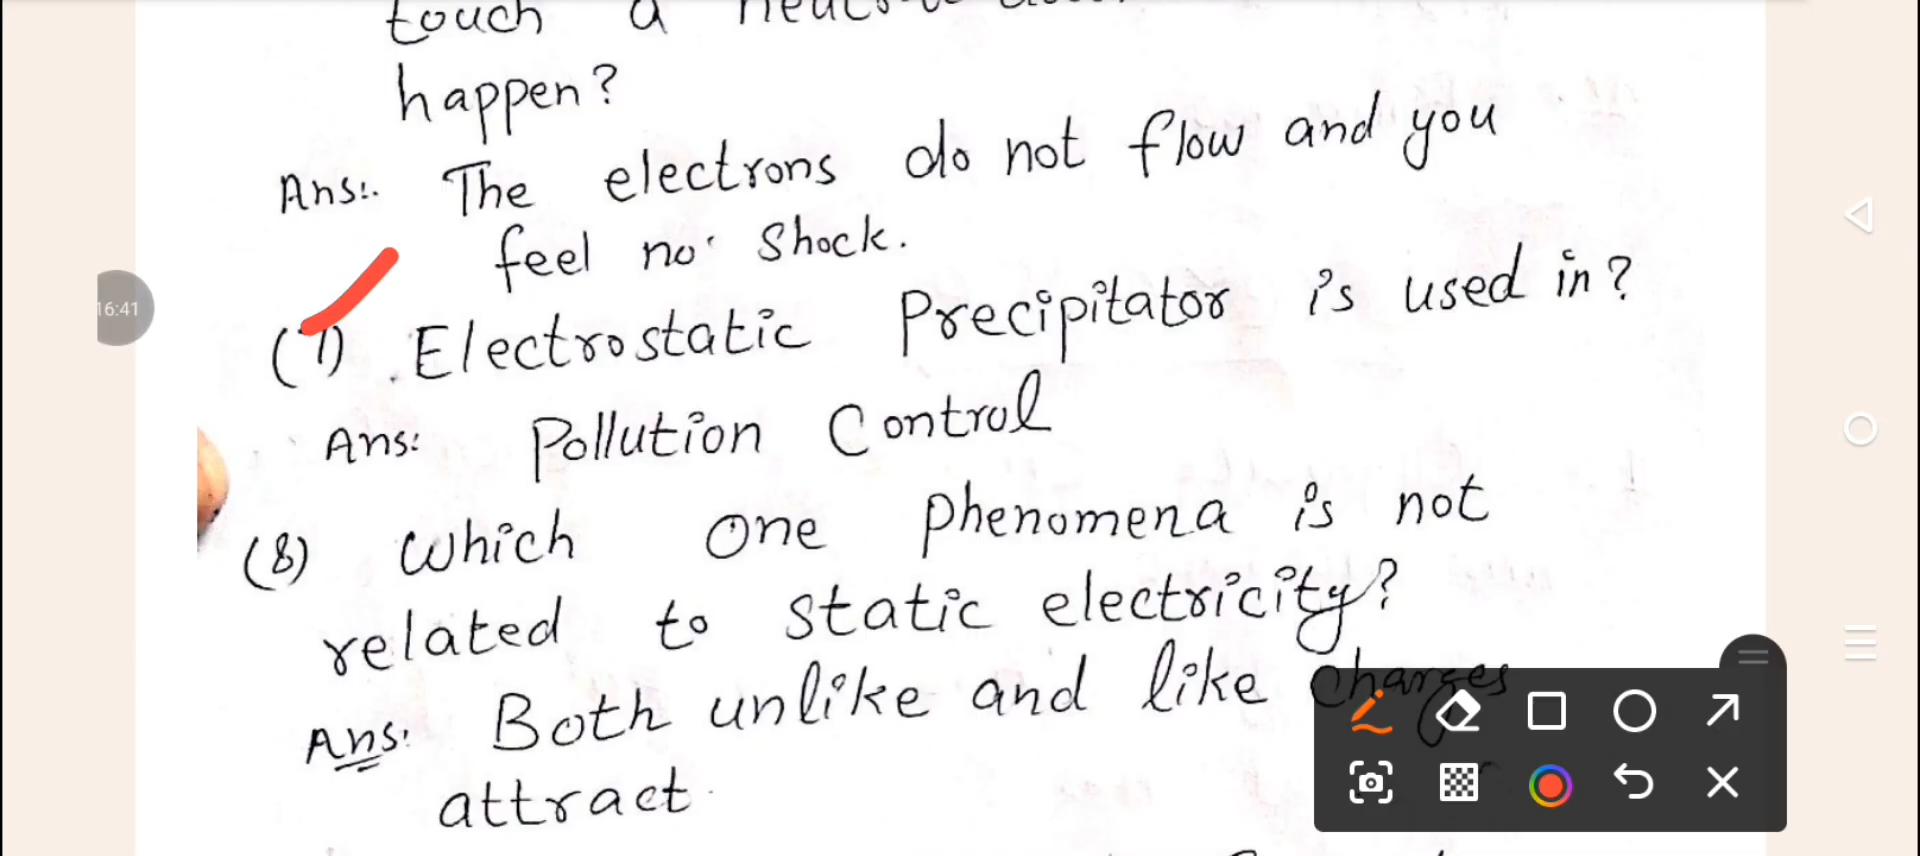 touch a
happen?
Ans:. The electrons do not flow and you
feel no shock.
16:41
(7). Electrostatic Precipitator is used in?
Ans: Pollution Control
(8) Which one phenomena is not
related to static electricity?
Ans: Both unlike and like charges
attract.